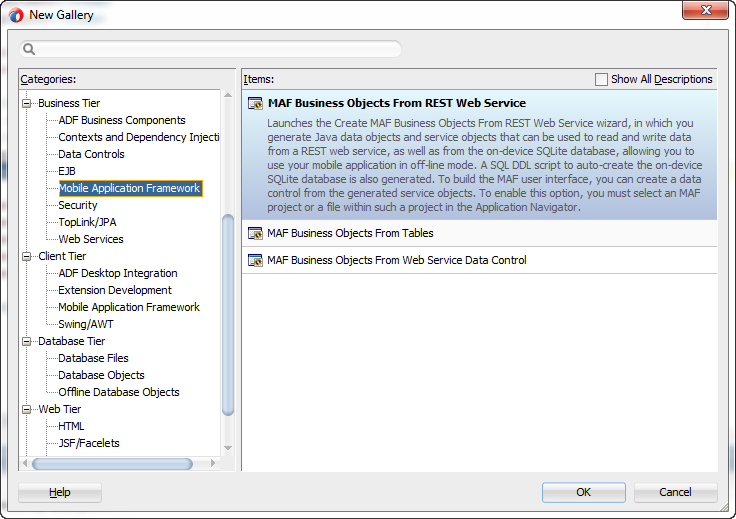 New Gallery
Categories:
Business Tier
ADF Business Components
Contexts and Dependency Injecti
Data Controls
EJB
Mobile Application Framework
Security
TopLink/JPA
Web Services
Client Tier
ADF Desktop Integration
Extension Development
Mobile Application Framework
Swing/AWT
Database Tier
Database Files
Database Objects
Offline Database Objects
Web Tier
HTML
JSF/Facelets
Items:
Show All Descriptions
MAF Business Objects From REST Web Service
Launches the Create MAF Business Objects From REST Web Service wizard, in which you
generate Java data objects and service objects that can be used to read and write data
from a REST web service, as well as from the on-device SQLite database, allowing you to
use your mobile application in off-line mode. A SQL DDL script to auto-create the on-device
SQLite database is also generated. To build the MAF user interface, you can create a data
control from the generated service objects. To enable this option, you must select an MAF
project or a file within such a project in the Application Navigator.
MAF Business Objects From Tables
MAF Business Objects From Web Service Data Control
Help
OK
Cancel